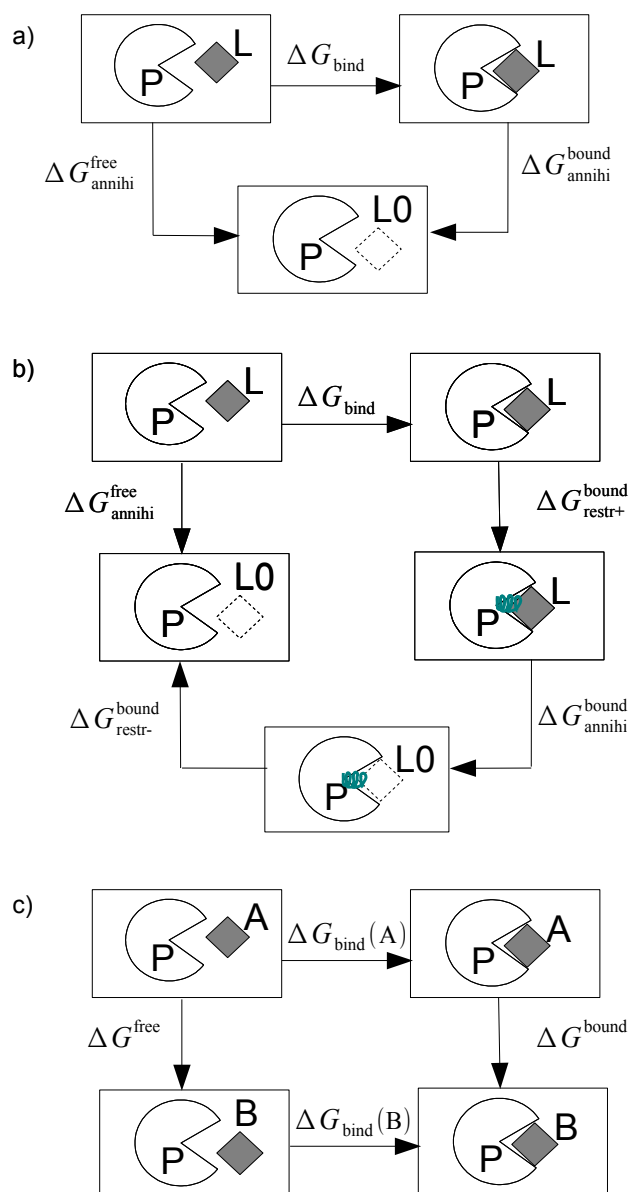 a)
P L
ΔG_bind
P L
ΔG^free_annihi
ΔG^bound_annihi
P L0
b)
P L
ΔG_bind
P L
ΔG^free_annihi
ΔG^bound_restr+
P L0
P L
ΔG^bound_restr-
ΔG^bound_annihi
P L0
c)
P A
ΔG_bind(A)
P A
ΔG^free
ΔG^bound
P B
ΔG_bind(B)
P B